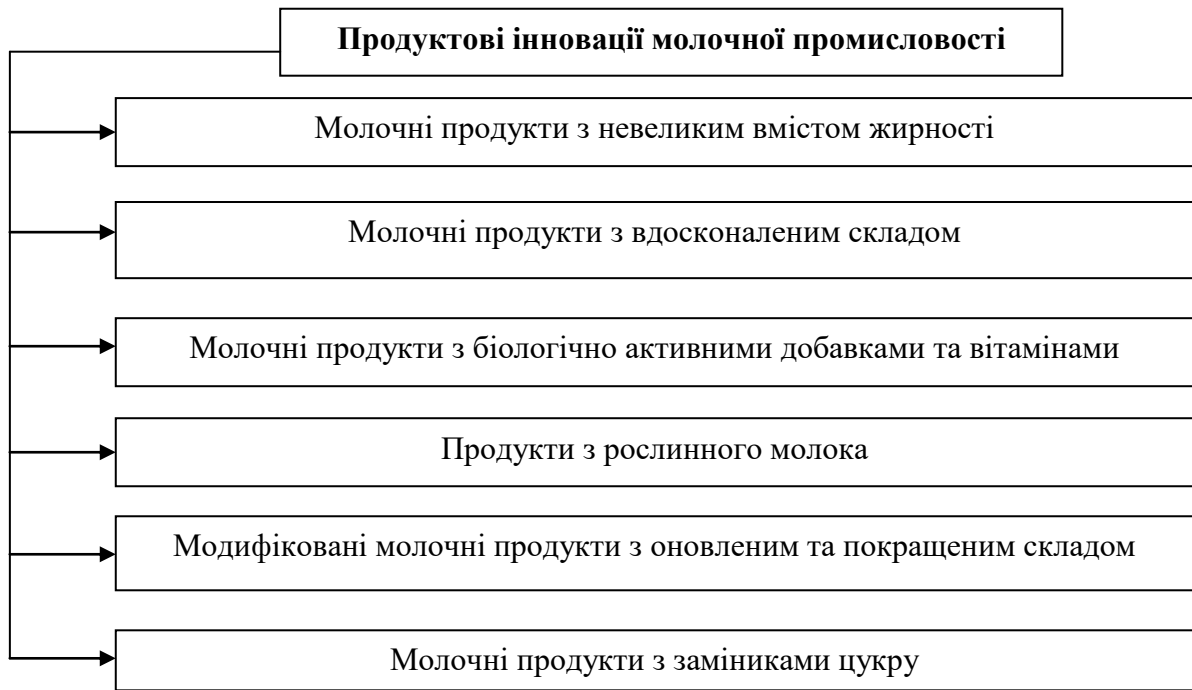 Продуктові інновації молочної промисловості
Молочні продукти з невеликим вмістом жирності
Молочні продукти з вдосконаленим складом
Молочні продукти з біологічно активними добавками та вітамінами
Продукти з рослинного молока
Модифіковані молочні продукти з оновленим та покращеним складом
Молочні продукти з заміниками цукру